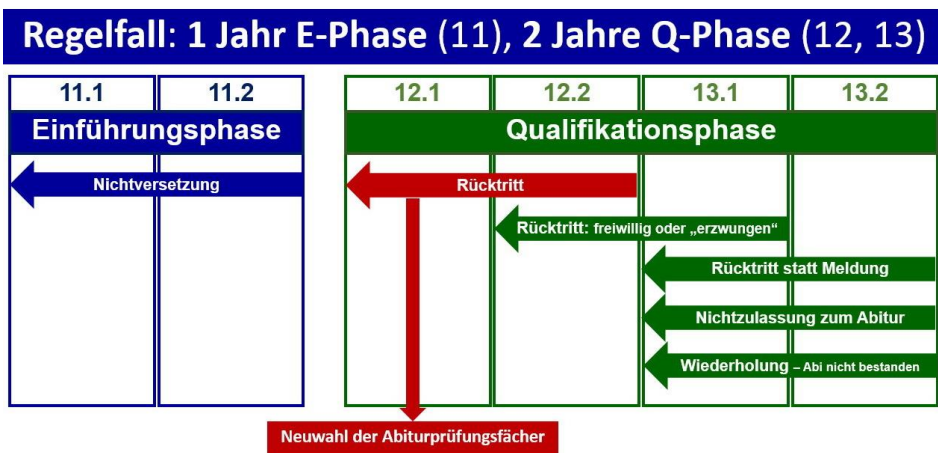 Regelfall: 1 Jahr E-Phase (11), 2 Jahre Q-Phase (12, 13)
11.1 11.2 12.1 12.2 13.1 13.2
Einführungsphase Qualifikationsphase
Nichtversetzung Rücktritt
Rücktritt: freiwillig oder „erzwungen“
Rücktritt statt Meldung
Nichtzulassung zum Abitur
Wiederholung – Abi nicht bestanden
Neuwahl der Abiturprüfungsfächer